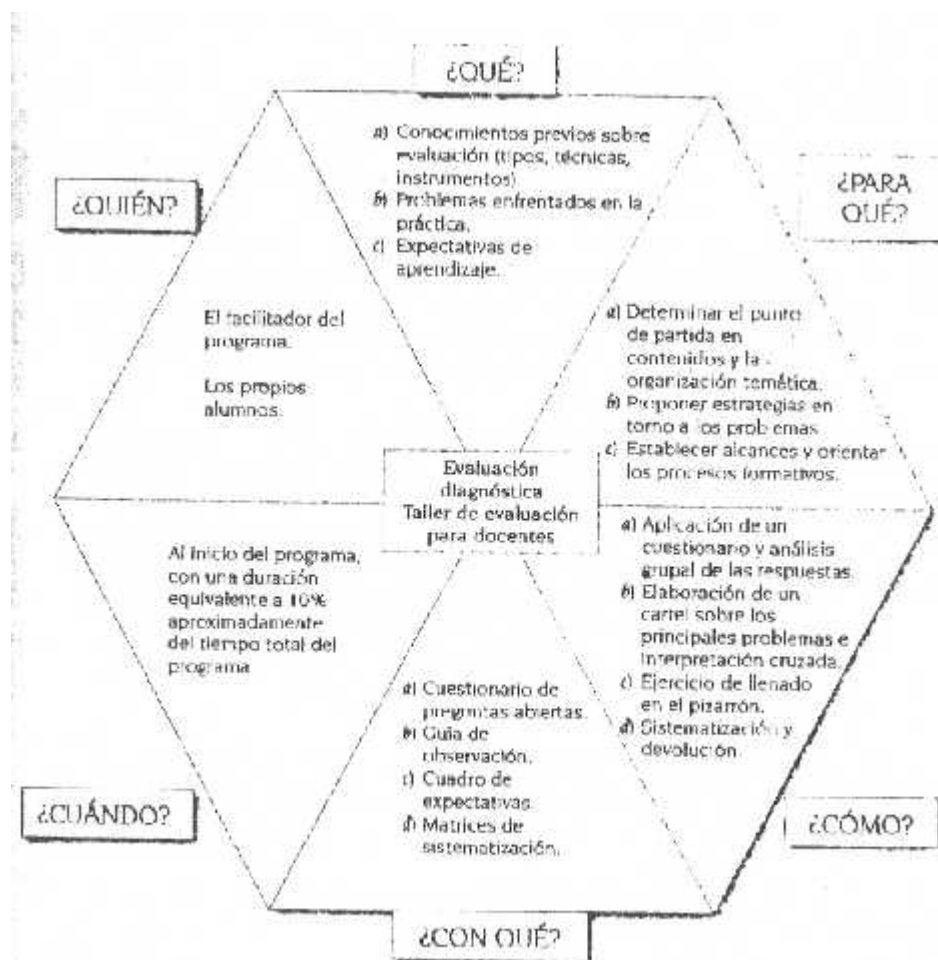 ¿QUÉ?
a) Conocimientos previos sobre
evaluación (tipos, técnicas,
instrumentos)
b) Problemas enfrentados en la
práctica.
c) Expectativas de
aprendizaje.
¿PARA
QUÉ?
a) Determinar el punto
de partida en
contenidos y la
organización temática.
b) Proponer estrategias en
torno a los problemas
c) Establecer alcances y orientar
los procesos formativos.
¿CÓMO?
a) Aplicación de un
cuestionario y análisis
grupal de las respuestas.
b) Elaboración de un
cartel sobre los
principales problemas e
interpretación cruzada.
c) Ejercicio de llenado
en el pizarrón.
d) Sistematización y
devolución.
¿CON QUÉ?
a) Cuestionario de
preguntas abiertas.
b) Guía de
observación.
c) Cuadro de
expectativas.
d) Matrices de
sistematización.
¿CUÁNDO?
Al inicio del programa,
con una duración
equivalente a 10%
aproximadamente
del tiempo total del
programa
¿QUIÉN?
El facilitador del
programa.
Los propios
alumnos.
Evaluación
diagnóstica
Taller de evaluación
para docentes